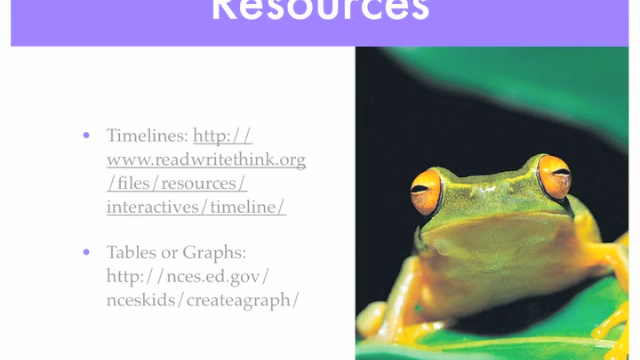 Resources
• Timelines: http://
www.readwritethink.org
/files/resources/
interactives/timeline/
• Tables or Graphs:
http://nces.ed.gov/
nceskids/createagraph/